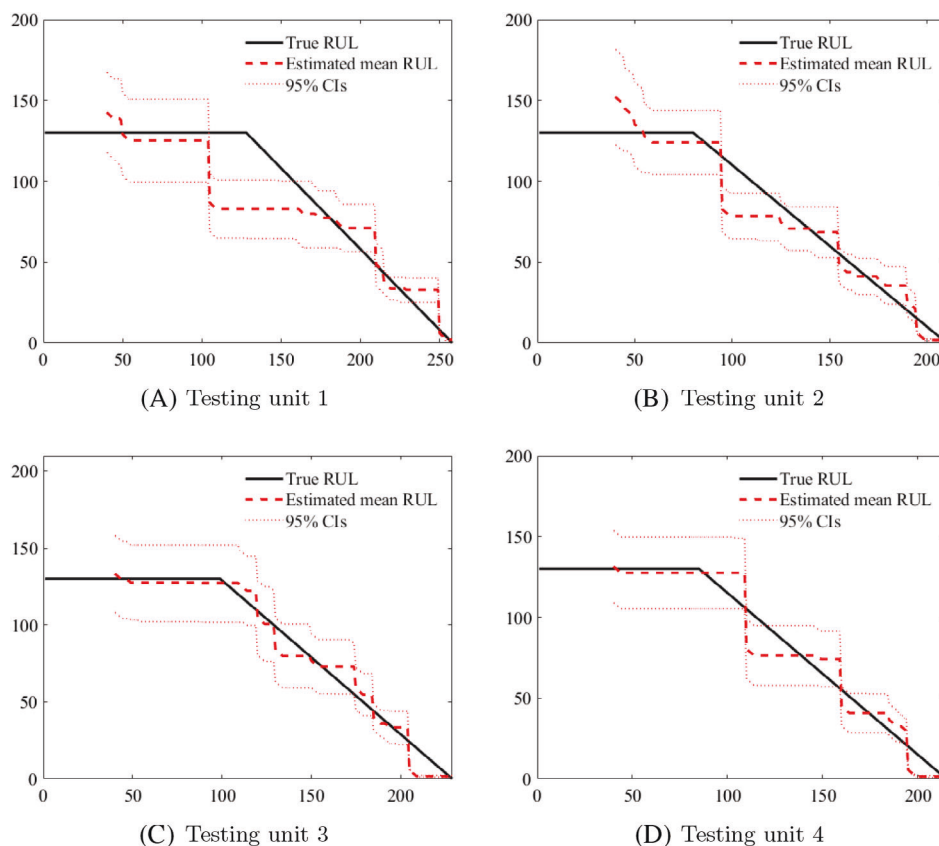 200
True RUL
Estimated mean RUL
95% CIs
150
100
50
0
0 50 100 150 200 250
(A) Testing unit 1
200
True RUL
Estimated mean RUL
95% CIs
150
100
50
0
0 50 100 150 200
(B) Testing unit 2
200
True RUL
Estimated mean RUL
95% CIs
150
100
50
0
0 50 100 150 200
(C) Testing unit 3
200
True RUL
Estimated mean RUL
95% CIs
150
100
50
0
0 50 100 150 200
(D) Testing unit 4